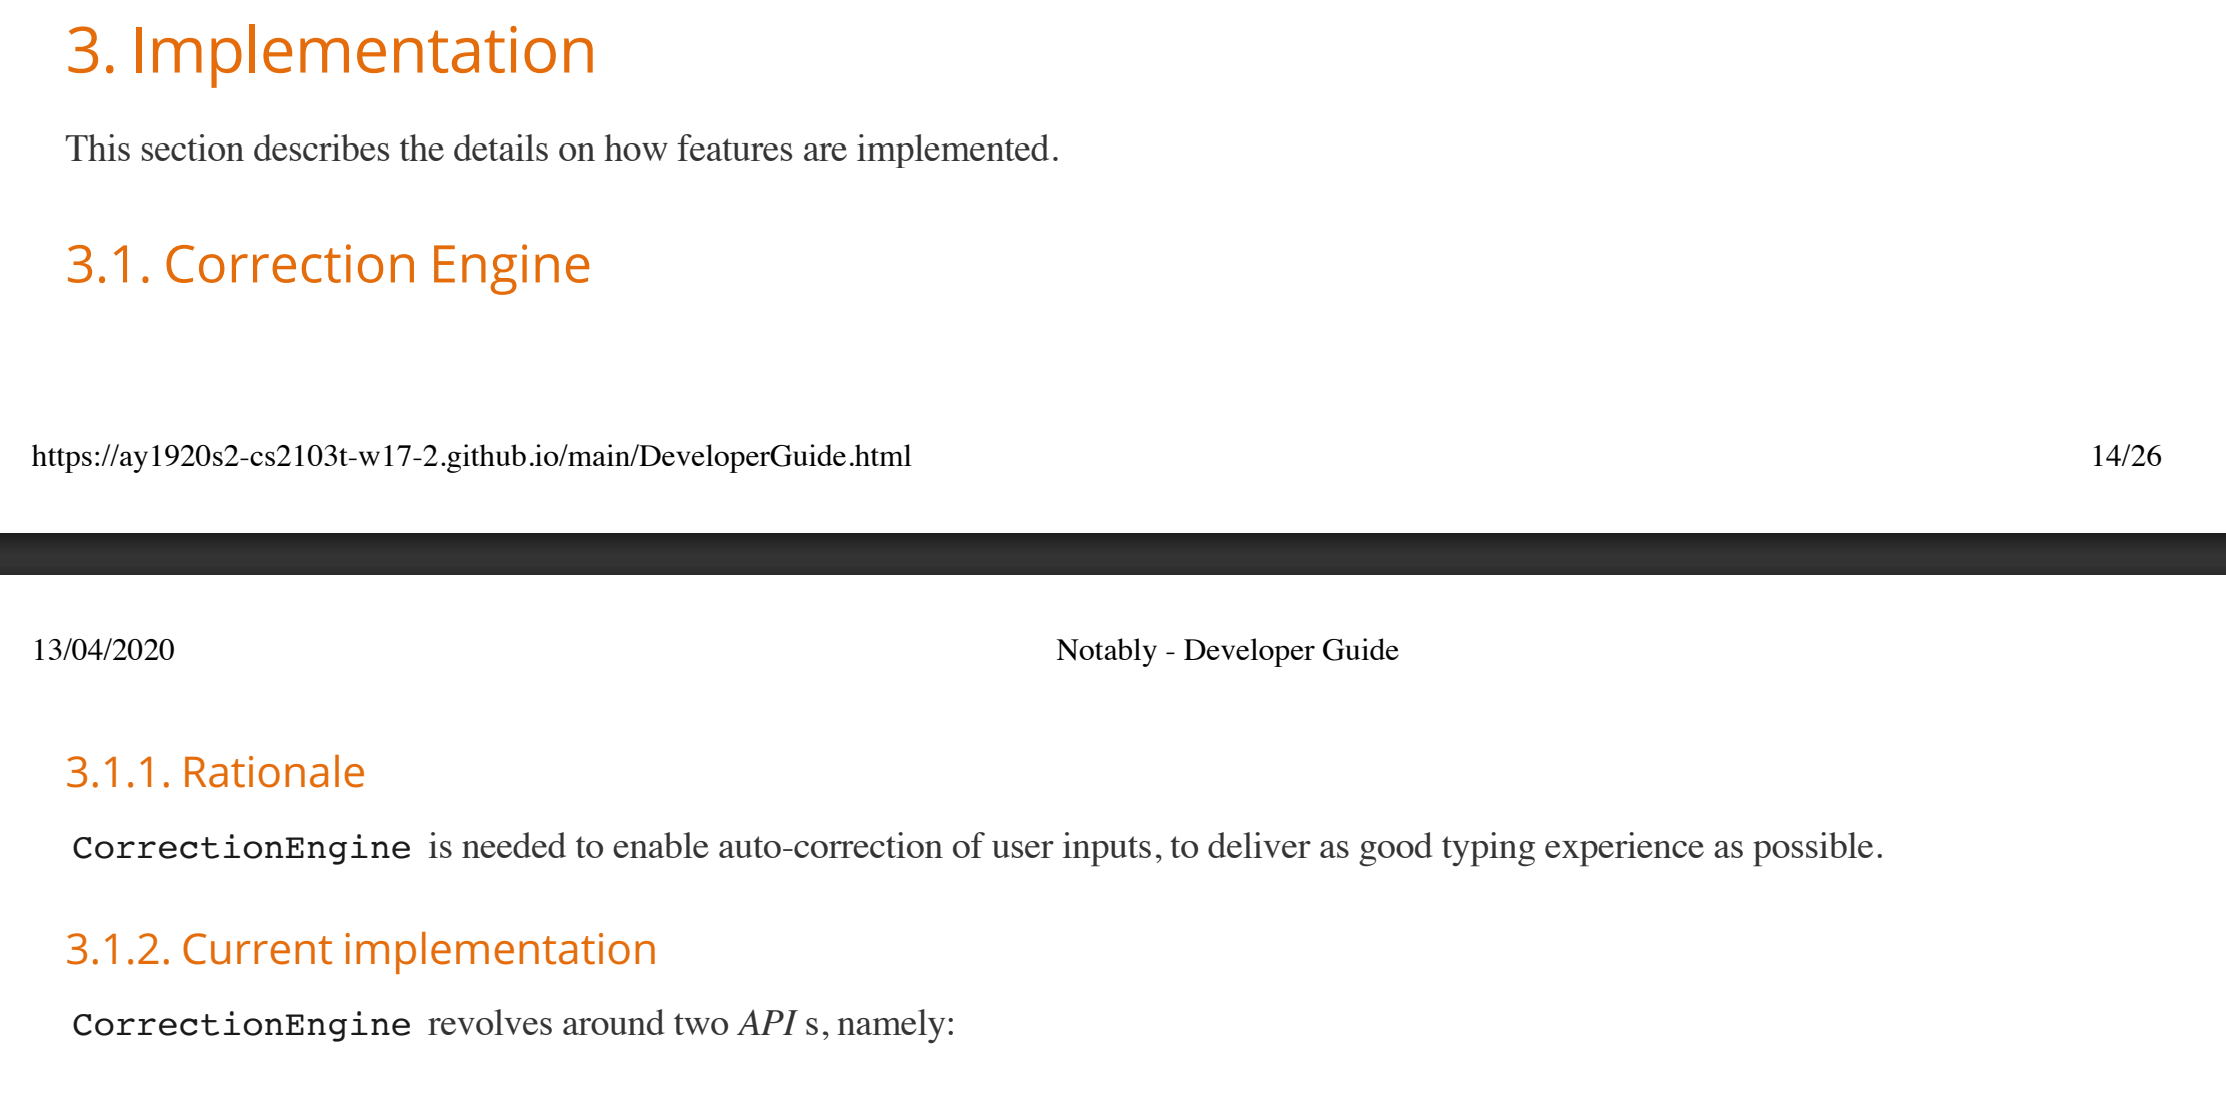 3. Implementation
This section describes the details on how features are implemented.
3.1. Correction Engine
https://ay1920s2-cs2103t-w17-2.github.io/main/DeveloperGuide.html 14/26
13/04/2020 Notably - Developer Guide
3.1.1. Rationale
CorrectionEngine is needed to enable auto-correction of user inputs, to deliver as good typing experience as possible.
3.1.2. Current implementation
CorrectionEngine revolves around two API s, namely: